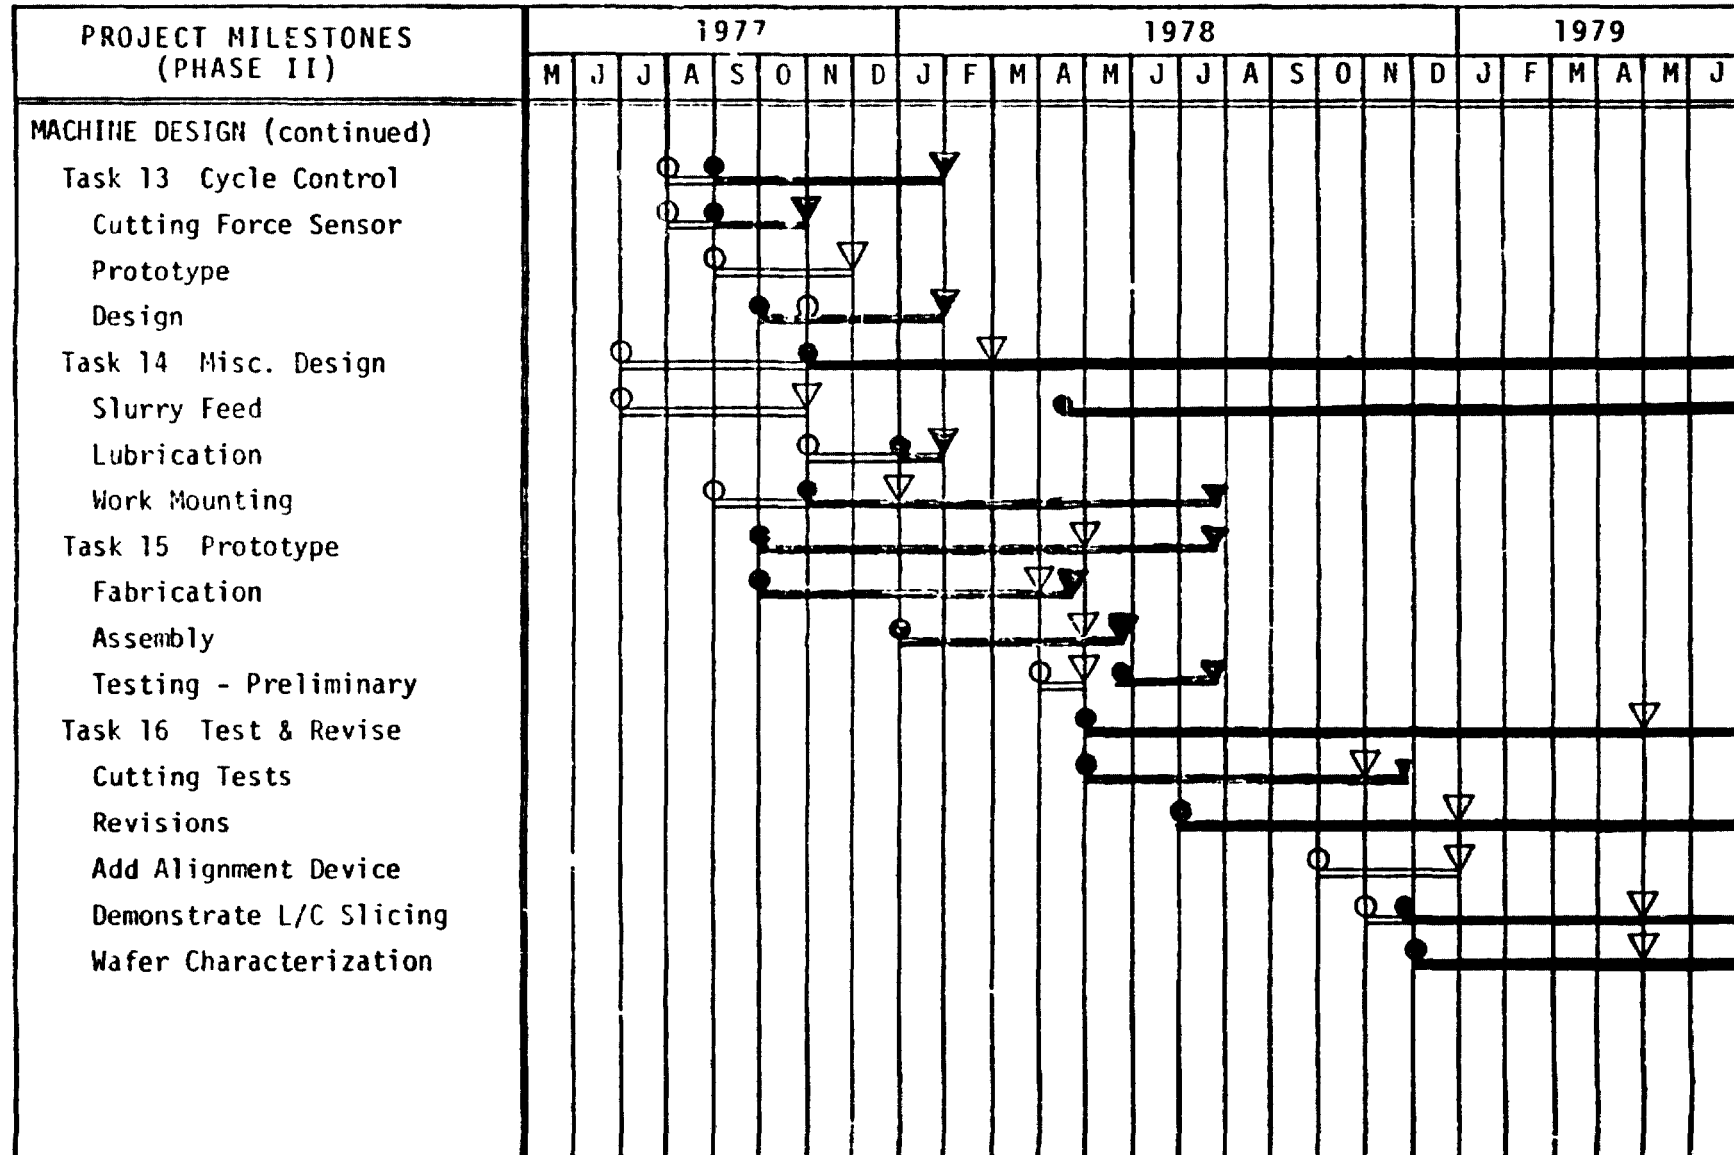 PROJECT MILESTONES
(PHASE II)
1977 1978 1979
M J J A S O N D J F M A M J J A S O N D J F M A M J
MACHINE DESIGN (continued)
Task 13 Cycle Control
Cutting Force Sensor
Prototype
Design
Task 14 Misc. Design
Slurry Feed
Lubrication
Work Mounting
Task 15 Prototype
Fabrication
Assembly
Testing - Preliminary
Task 16 Test & Revise
Cutting Tests
Revisions
Add Alignment Device
Demonstrate L/C Slicing
Wafer Characterization